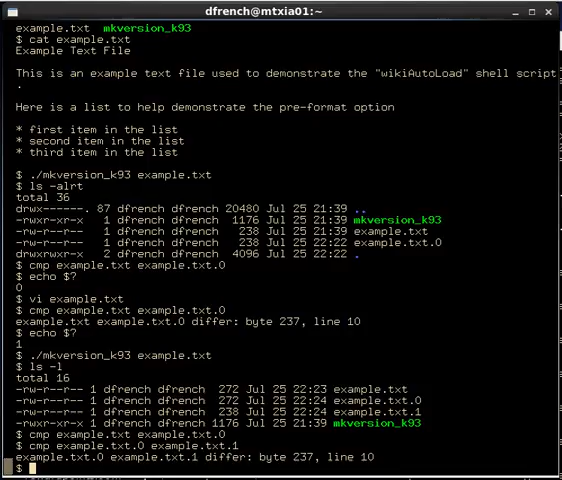 dfrench@mtxia01:~
example.txt  mkversion_k93
$ cat example.txt
Example Text File
This is an example text file used to demonstrate the "wikiAutoLoad" shell script
.
Here is a list to help demonstrate the pre-format option
* first item in the list
* second item in the list
* third item in the list
$ ./mkversion_k93 example.txt
$ ls -alrt
total 36
drwx------. 87 dfrench dfrench 20480 Jul 25 21:39 ..
-rwxr-xr-x  1 dfrench dfrench  1176 Jul 25 21:39 mkversion_k93
-rw-r--r--  1 dfrench dfrench   238 Jul 25 21:39 example.txt
-rw-r--r--  1 dfrench dfrench   238 Jul 25 22:22 example.txt.0
drwxrwxr-x  2 dfrench dfrench  4096 Jul 25 22:22 .
$ cmp example.txt example.txt.0
$ echo $?
0
$ vi example.txt
$ cmp example.txt example.txt.0
example.txt example.txt.0 differ: byte 237, line 10
$ echo $?
1
$ ./mkversion_k93 example.txt
$ ls -l
total 16
-rw-r--r-- 1 dfrench dfrench  272 Jul 25 22:23 example.txt
-rw-r--r-- 1 dfrench dfrench  272 Jul 25 22:24 example.txt.0
-rw-r--r-- 1 dfrench dfrench  238 Jul 25 22:24 example.txt.1
-rwxr-xr-x 1 dfrench dfrench 1176 Jul 25 21:39 mkversion_k93
$ cmp example.txt example.txt.0
$ cmp example.txt.0 example.txt.1
example.txt.0 example.txt.1 differ: byte 237, line 10
$